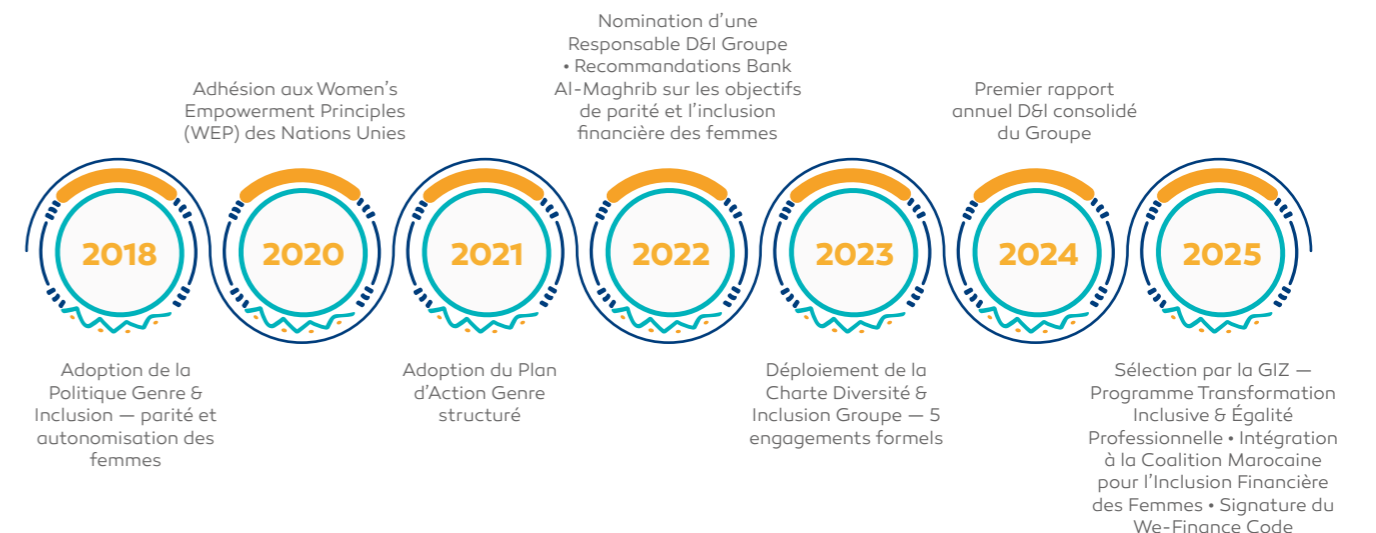 2018
Adoption de la
Politique Genre &
Inclusion — parité et
autonomisation des
femmes
Adhésion aux Women's
Empowerment Principles
(WEP) des Nations Unies
2020
2021
Adoption du Plan
d'Action Genre
structuré
Nomination d'une
Responsable D&I Groupe
• Recommandations Bank
Al-Maghrib sur les objectifs
de parité et l'inclusion
financière des femmes
2022
2023
Déploiement de la
Charte Diversité &
Inclusion Groupe — 5
engagements formels
Premier rapport
annuel D&I consolidé
du Groupe
2024
2025
Sélection par la GIZ —
Programme Transformation
Inclusive & Égalité
Professionnelle • Intégration
à la Coalition Marocaine
pour l'Inclusion Financière
des Femmes • Signature du
We-Finance Code